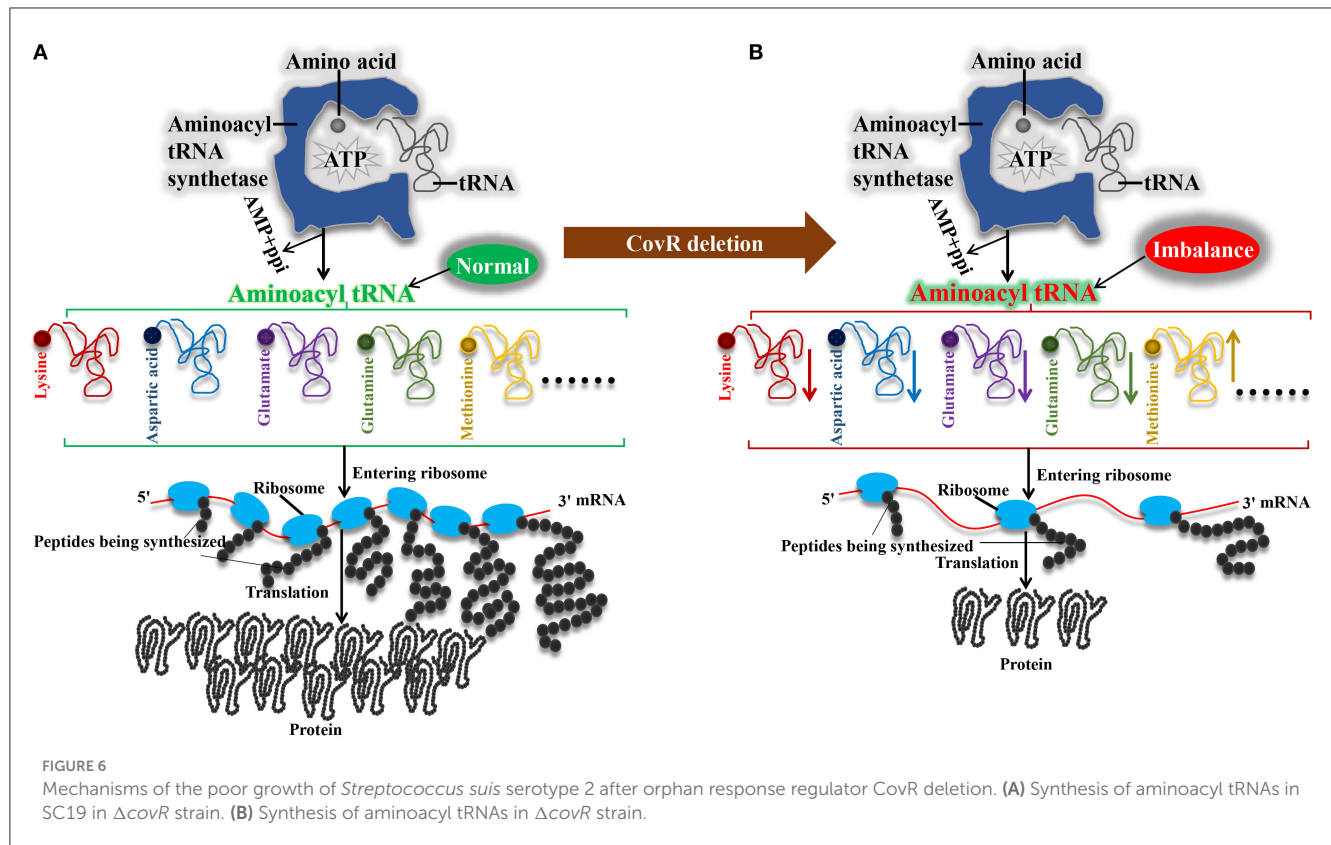 A
Amino acid
Aminoacyl
tRNA
synthetase
ATP
tRNA
AMP+ppi
Normal
Aminoacyl tRNA
Lysine
Aspartic acid
Glutamate
Glutamine
Methionine
Entering ribosome
5'
Ribosome
3' mRNA
Peptides being synthesized
Translation
Protein
CovR deletion
B
Amino acid
Aminoacyl
tRNA
synthetase
ATP
tRNA
AMP+ppi
Imbalance
Aminoacyl tRNA
Lysine
Aspartic acid
Glutamate
Glutamine
Methionine
Entering ribosome
5'
Ribosome
3' mRNA
Peptides being synthesized
Translation
Protein
FIGURE 6
Mechanisms of the poor growth of Streptococcus suis serotype 2 after orphan response regulator CovR deletion. (A) Synthesis of aminoacyl tRNAs in
SC19 in ΔcovR strain. (B) Synthesis of aminoacyl tRNAs in ΔcovR strain.